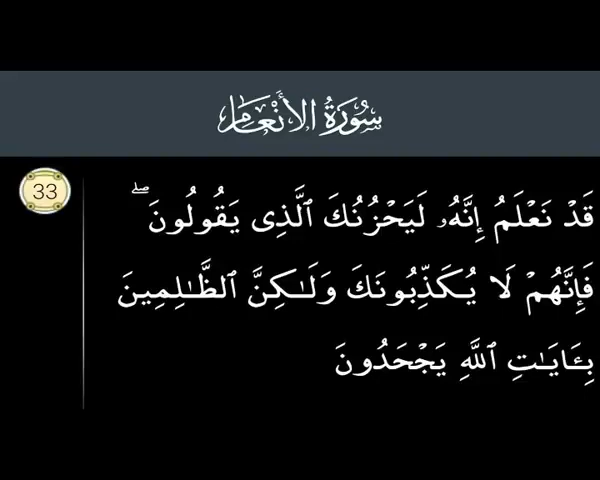 سُورَةُ الأَنْعَامِ
33
قَدْ نَعْلَمُ إِنَّهُۥ لَيَحْزُنُكَ ٱلَّذِى يَقُولُونَ ۖ
فَإِنَّهُمْ لَا يُكَذِّبُونَكَ وَلَـٰكِنَّ ٱلظَّـٰلِمِينَ
بِـَٔايَـٰتِ ٱللَّهِ يَجْحَدُونَ